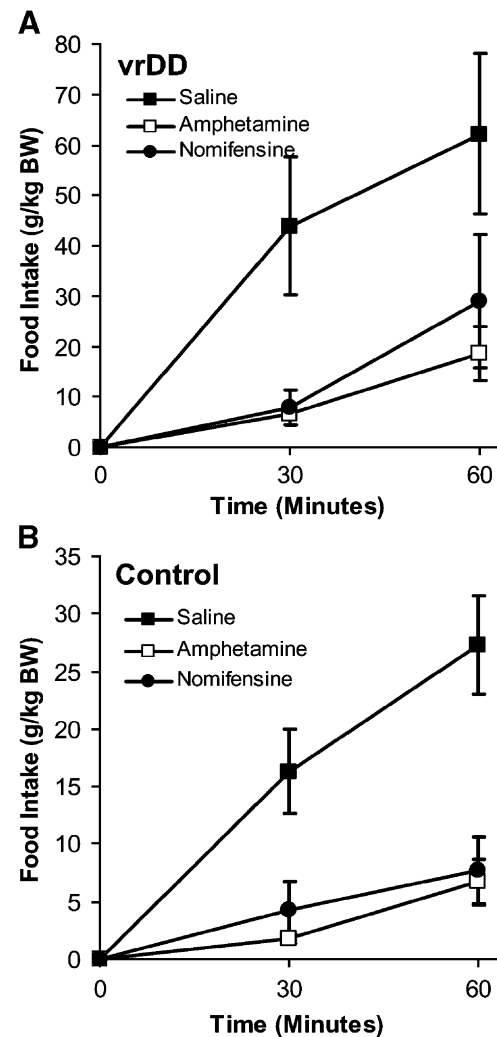 A
vrDD
Saline
Amphetamine
Nomifensine
Food Intake (g/kg BW)
80
70
60
50
40
30
20
10
0
0 30 60
Time (Minutes)
B
Control
Saline
Amphetamine
Nomifensine
Food Intake (g/kg BW)
35
30
25
20
15
10
5
0
0 30 60
Time (Minutes)